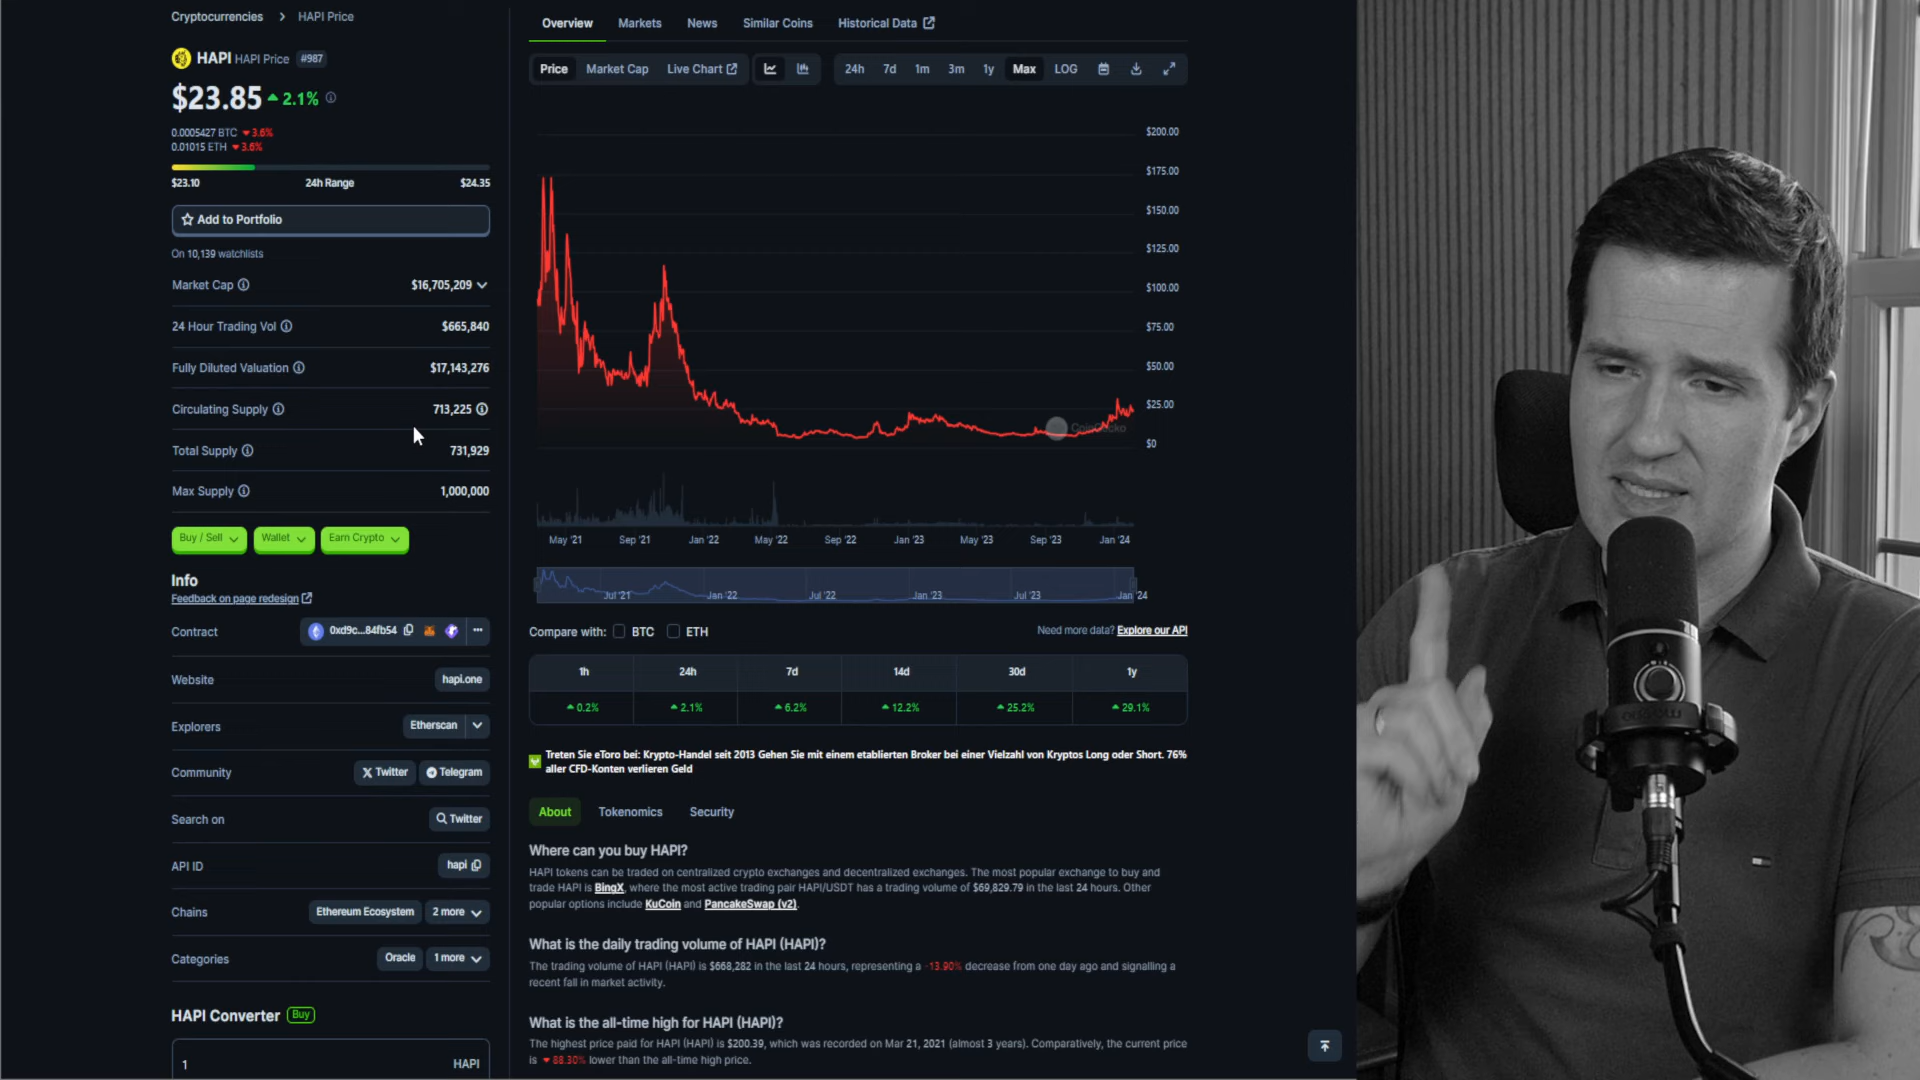 Cryptocurrencies > HAPI Price
HAPI HAPI Price #987
$23.85 2.1%
0.0005427 BTC 3.6%
0.01015 ETH 3.6%
$23.10 24h Range $24.35
Add to Portfolio
On 10,139 watchlists
Market Cap $16,705,209
24 Hour Trading Vol $665,840
Fully Diluted Valuation $17,143,276
Circulating Supply 713,225
Total Supply 731,929
Max Supply 1,000,000
Buy / Sell Wallet Earn Crypto
Info
Feedback on page redesign
Contract 0xd9c...84fb54 ...
Website hapi.one
Explorers Etherscan
Community Twitter Telegram
Search on Twitter
API ID hapi
Chains Ethereum Ecosystem 2 more
Categories Oracle 1 more
HAPI Converter Buy
1 HAPI
Overview Markets News Similar Coins Historical Data
Price Market Cap Live Chart 24h 7d 1m 3m 1y Max LOG
$200.00
$175.00
$150.00
$125.00
$100.00
$75.00
$50.00
$25.00
CoinGecko
$0
May '21 Sep '21 Jan '22 May '22 Sep '22 Jan '23 May '23 Sep '23 Jan '24
Jul '21 Jan '22 Jul '22 Jan '23 Jul '23 Jan '24
Compare with: BTC ETH Need more data? Explore our API
1h 24h 7d 14d 30d 1y
0.2% 2.1% 6.2% 12.2% 25.2% 29.1%
Treten Sie eToro bei: Krypto-Handel seit 2013 Gehen Sie mit einem etablierten Broker bei einer Vielzahl von Kryptos Long oder Short. 76%
aller CFD-Konten verlieren Geld
About Tokenomics Security
Where can you buy HAPI?
HAPI tokens can be traded on centralized crypto exchanges and decentralized exchanges. The most popular exchange to buy and
trade HAPI is BingX, where the most active trading pair HAPI/USDT has a trading volume of $69,829.79 in the last 24 hours. Other
popular options include KuCoin and PancakeSwap (v2).
What is the daily trading volume of HAPI (HAPI)?
The trading volume of HAPI (HAPI) is $668,282 in the last 24 hours, representing a -13.90% decrease from one day ago and signalling a
recent fall in market activity.
What is the all-time high for HAPI (HAPI)?
The highest price paid for HAPI (HAPI) is $200.39, which was recorded on Mar 21, 2021 (almost 3 years). Comparatively, the current price
is 88.30% lower than the all-time high price.